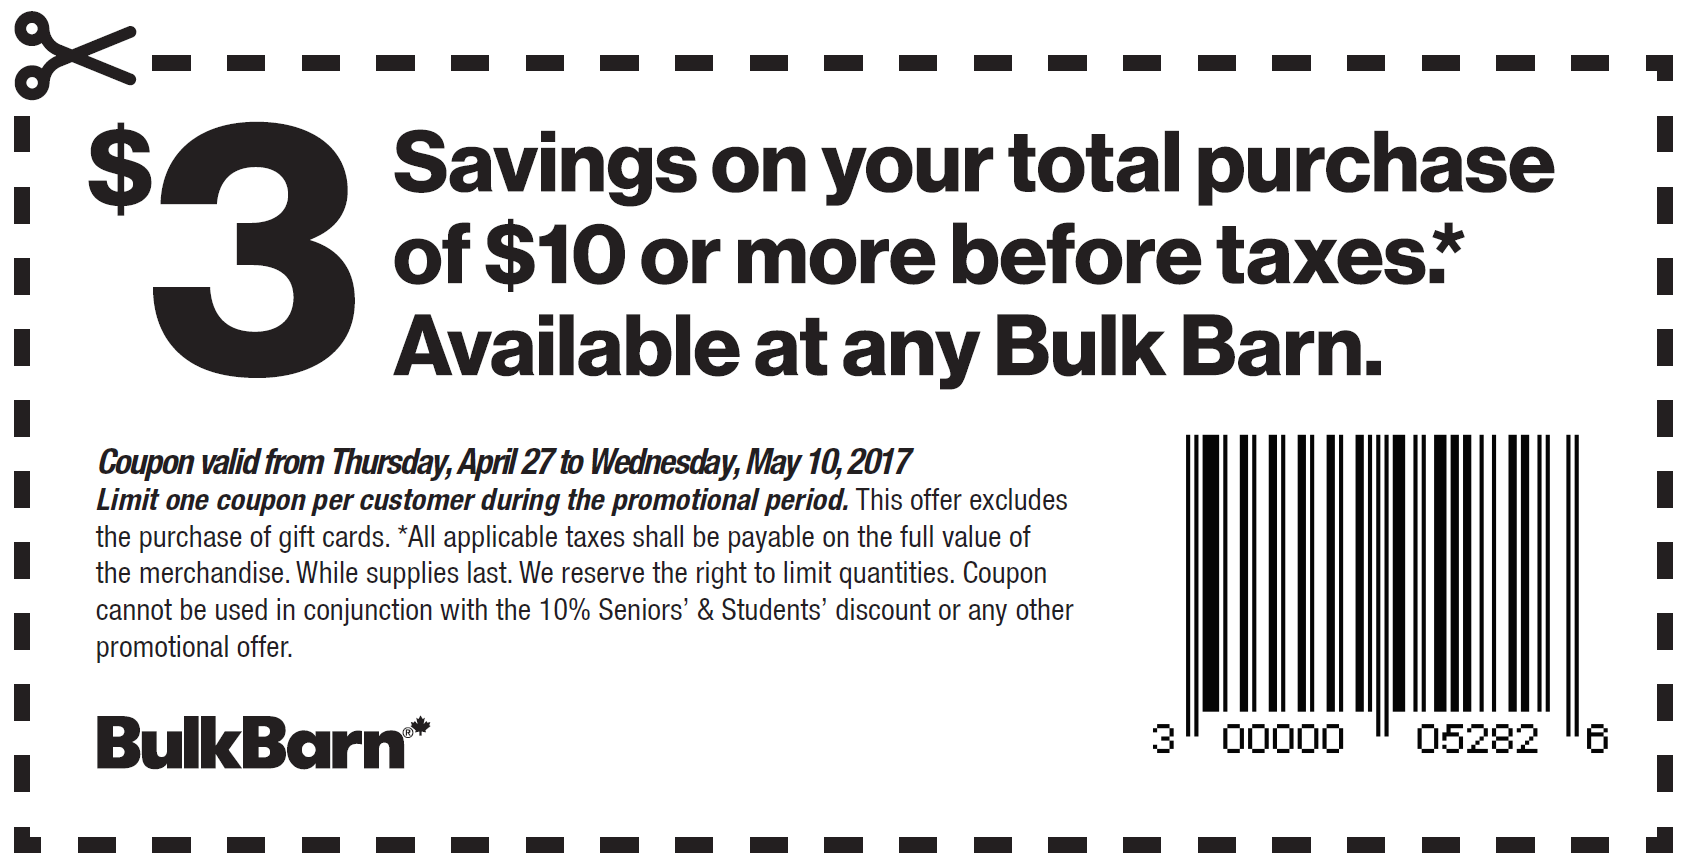 $3
Savings on your total purchase
of $10 or more before taxes.*
Available at any Bulk Barn.
Coupon valid from Thursday, April 27 to Wednesday, May 10, 2017
Limit one coupon per customer during the promotional period. This offer excludes
the purchase of gift cards. *All applicable taxes shall be payable on the full value of
the merchandise. While supplies last. We reserve the right to limit quantities. Coupon
cannot be used in conjunction with the 10% Seniors’ & Students’ discount or any other
promotional offer.
BulkBarn®
3 00000 05282 6